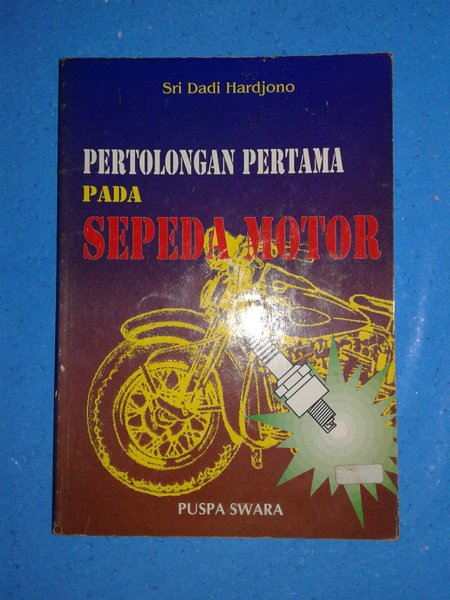 Sri Dadi Hardjono
PERTOLONGAN PERTAMA
PADA
SEPEDA MOTOR
PUSPA SWARA